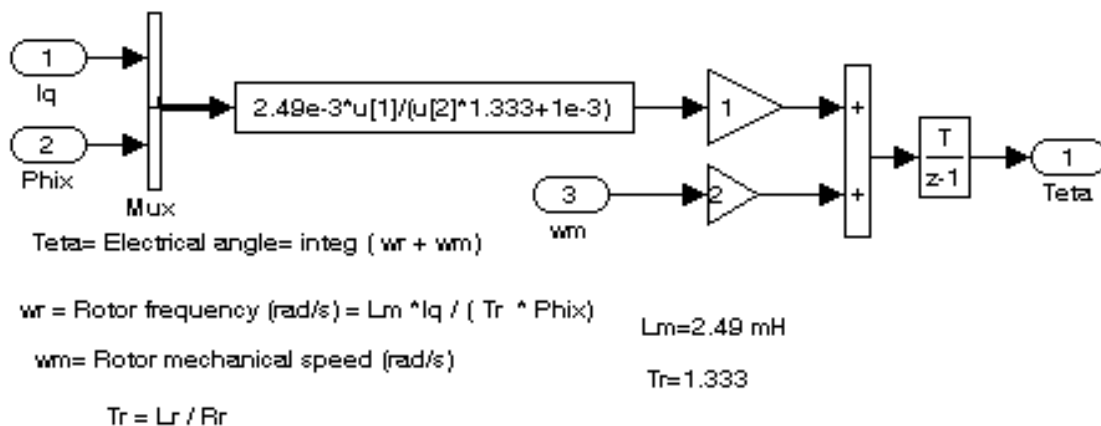 1
Iq
2
Phix
Mux
2.49e-3*u[1]/(u[2]*1.333+1e-3)
1
3
wm
2
+
+
T
z-1
1
Teta
Teta= Electrical angle= integ ( wr + wm)
wr = Rotor frequency (rad/s) = Lm *Iq / ( Tr * Phix)
Lm=2.49 mH
wm= Rotor mechanical speed (rad/s)
Tr=1.333
Tr = Lr / Rr